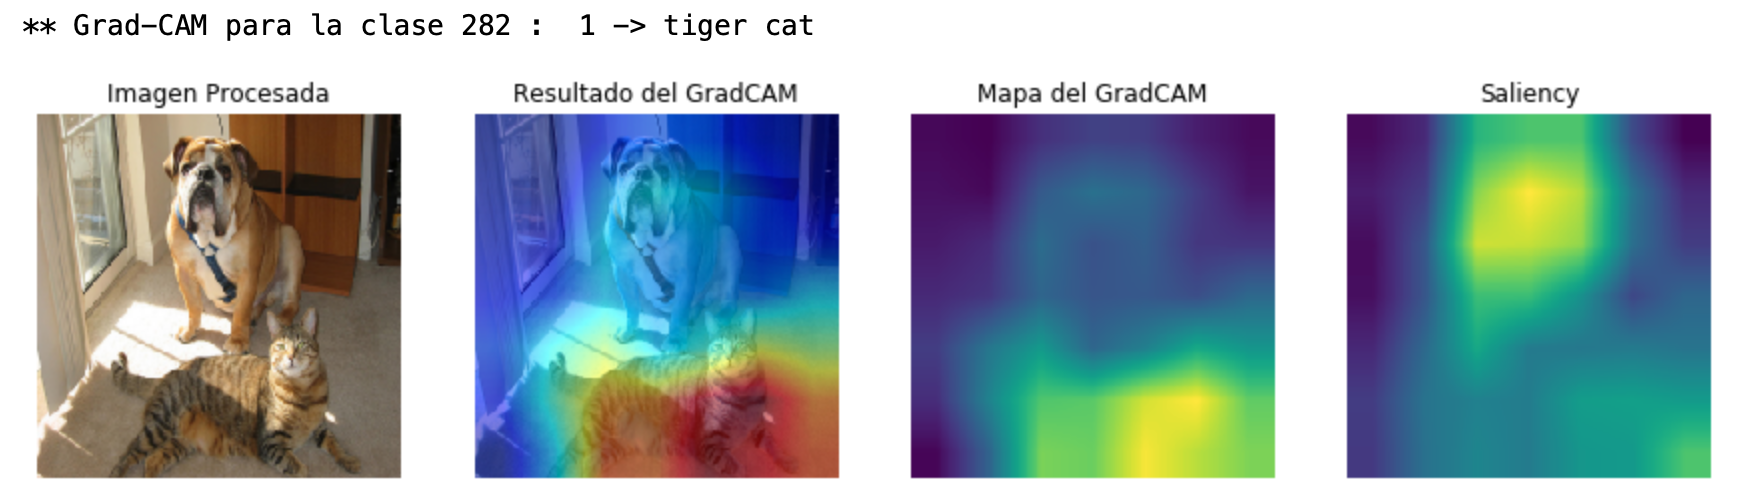 ** Grad-CAM para la clase 282 :  1 -> tiger cat
Imagen Procesada
Resultado del GradCAM
Mapa del GradCAM
Saliency